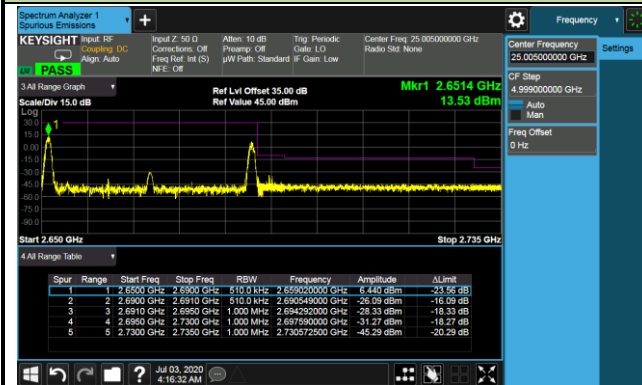 Spectrum Analyzer 1
Spurious Emissions
+
Frequency
KEYSIGHT Input: RF Input Z: 50 Ω Atten: 10 dB Trig: Periodic Center Freq: 25.005000000 GHz
Coupling: DC Corrections: Off Preamp: Off Gate: LO Radio Std: None
Align: Auto Freq Ref: Int (S) µW Path: Standard IF Gain: Low
NFE: Off
LW PASS
Center Frequency
25.005000000 GHz
Settings
CF Step
4.999000000 GHz
Auto
Man
Freq Offset
0 Hz
3 All Range Graph
Ref Lvl Offset 35.00 dB
Mkr1 2.6514 GHz
Scale/Div 15.0 dB
Ref Value 45.00 dBm
13.53 dBm
Log
30.0
1
15.0
0.00
-15.0
-30.0
-45.0
-60.0
-75.0
-90.0
Start 2.650 GHz
Stop 2.735 GHz
4 All Range Table
Spur Range Start Freq Stop Freq RBW Frequency Amplitude ΔLimit
1 1 2.6500 GHz 2.6900 GHz 510.0 kHz 2.659020000 GHz 6.440 dBm -23.56 dB
2 2 2.6900 GHz 2.6910 GHz 510.0 kHz 2.690549000 GHz -26.09 dBm -16.09 dB
3 3 2.6910 GHz 2.6950 GHz 1.000 MHz 2.694292000 GHz -28.33 dBm -18.33 dB
4 4 2.6950 GHz 2.7300 GHz 1.000 MHz 2.697590000 GHz -31.27 dBm -18.27 dB
5 5 2.7300 GHz 2.7350 GHz 1.000 MHz 2.730572500 GHz -45.29 dBm -20.29 dB
?
Jul 03, 2020
4:16:32 AM